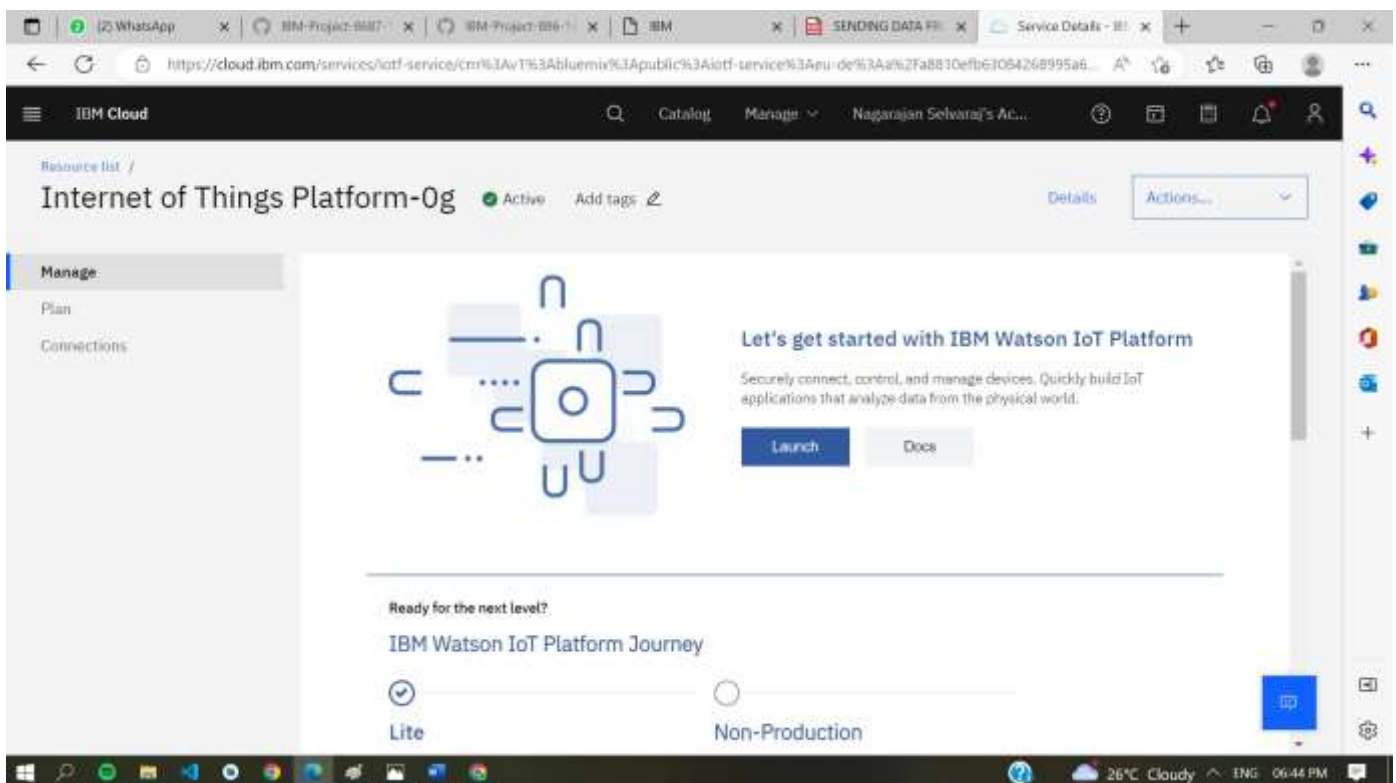 (2) WhatsApp
IBM
SENDING DATA FR
Service Details - IB
https://cloud.ibm.com/services/iotf-service/
IBM Cloud
Catalog
Manage
Nagarajan Selvaraj's Ac...
Resource list /
Internet of Things Platform-0g
Active
Add tags
Details
Actions...
Manage
Plan
Connections
Let's get started with IBM Watson IoT Platform
Securely connect, control, and manage devices. Quickly build IoT
applications that analyze data from the physical world.
Launch
Docs
Ready for the next level?
IBM Watson IoT Platform Journey
Lite
Non-Production
26°C Cloudy
ENG
06:44 PM